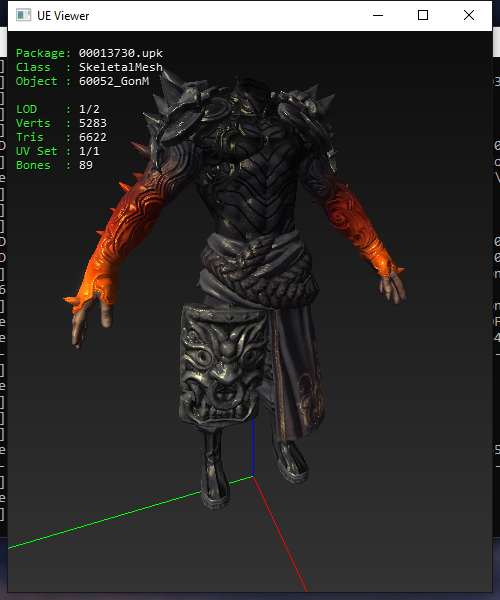 UE Viewer
Package: 00013730.upk
Class : SkeletalMesh
Object : 60052_GonM
LOD : 1/2
Verts : 5283
Tris : 6622
UV Set : 1/1
Bones : 89